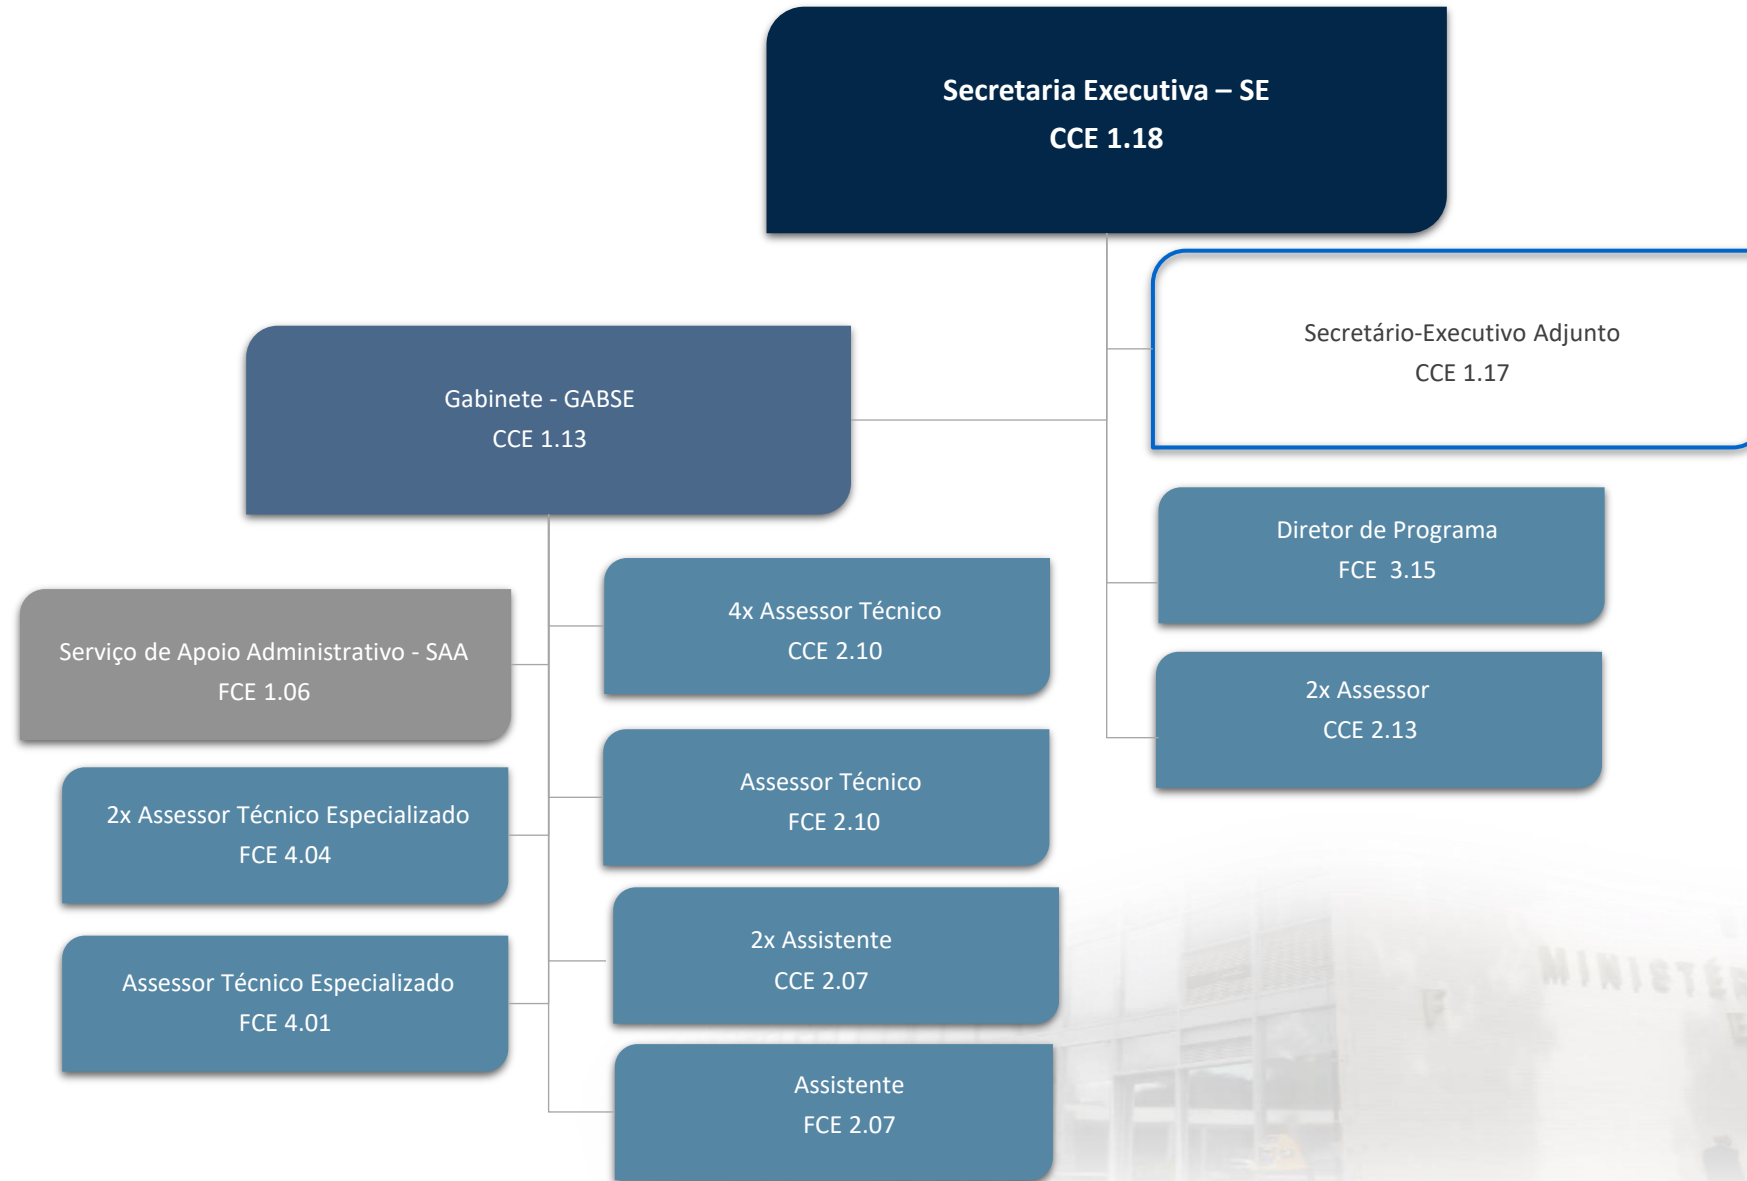 Secretaria Executiva – SE
CCE 1.18
Secretário-Executivo Adjunto
CCE 1.17
Gabinete - GABSE
CCE 1.13
Diretor de Programa
FCE  3.15
2x Assessor
CCE 2.13
Serviço de Apoio Administrativo - SAA
FCE 1.06
4x Assessor Técnico
CCE 2.10
2x Assessor Técnico Especializado
FCE 4.04
Assessor Técnico
FCE 2.10
Assessor Técnico Especializado
FCE 4.01
2x Assistente
CCE 2.07
Assistente
FCE 2.07